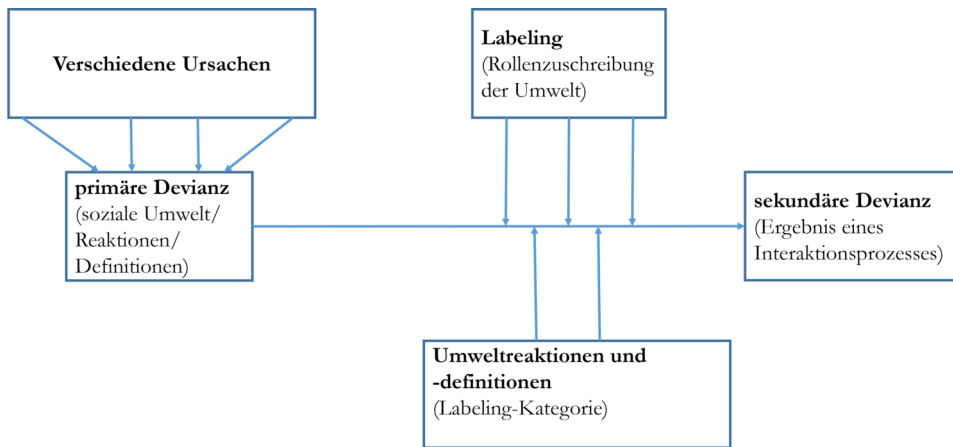 Verschiedene Ursachen
Labeling
(Rollenzuschreibung
der Umwelt)
primäre Devianz
(soziale Umwelt/
Reaktionen/
Definitionen)
sekundäre Devianz
(Ergebnis eines
Interaktionsprozesses)
Umweltreaktionen und
-definitionen
(Labeling-Kategorie)